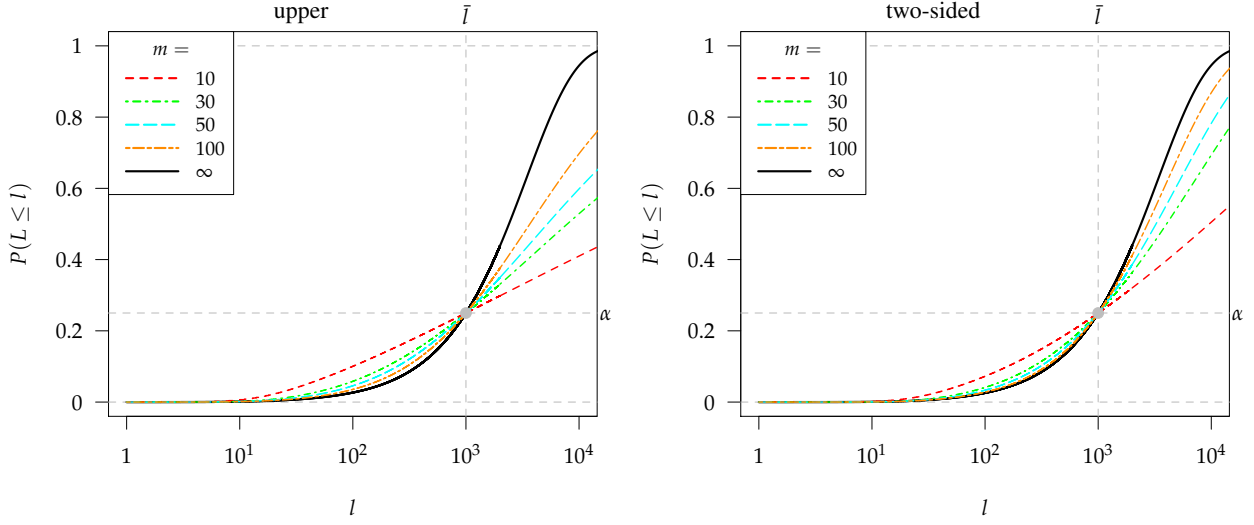 upper
l̄
P(L ≤ l)
1
0.8
0.6
0.4
0.2
0
m =
10
30
50
100
∞
α
1
10¹
10²
10³
10⁴
l
two-sided
l̄
P(L ≤ l)
1
0.8
0.6
0.4
0.2
0
m =
10
30
50
100
∞
α
1
10¹
10²
10³
10⁴
l